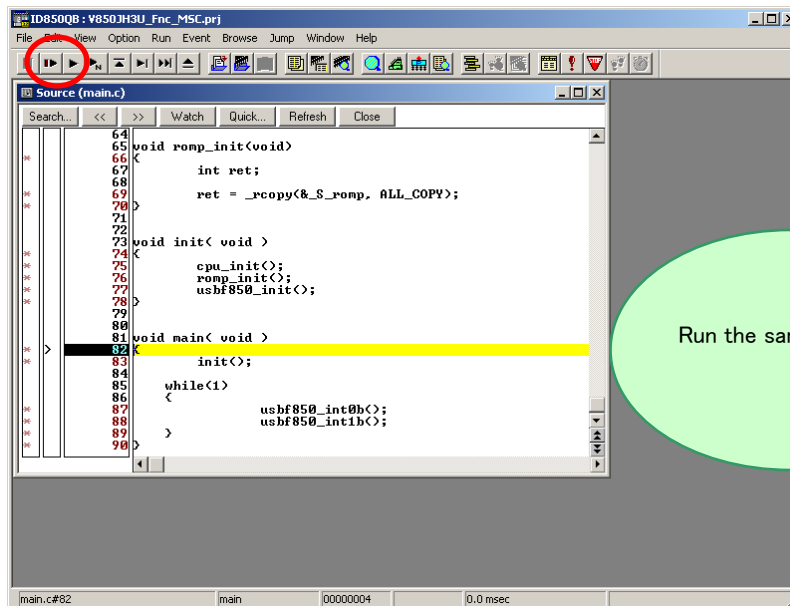 ID850QB : V850JH3U_Fnc_MSC.prj
File Edit View Option Run Event Browse Jump Window Help
Source (main.c)
Search... << >> Watch Quick... Refresh Close
64
65 void romp_init(void)
* 66 {
67 int ret;
68
* 69 ret = _rcopy(&_S_romp, ALL_COPY);
* 70 }
71
72
73 void init( void )
* 74 {
* 75 cpu_init();
* 76 romp_init();
* 77 usbf850_init();
* 78 }
79
80
81 void main( void )
* > 82 {
* 83 init();
84
85 while(1)
86 {
* 87 usbf850_int0b();
* 88 usbf850_int1b();
* 89 }
* 90 }
Run the
main.c#82 main 00000004 0.0 msec